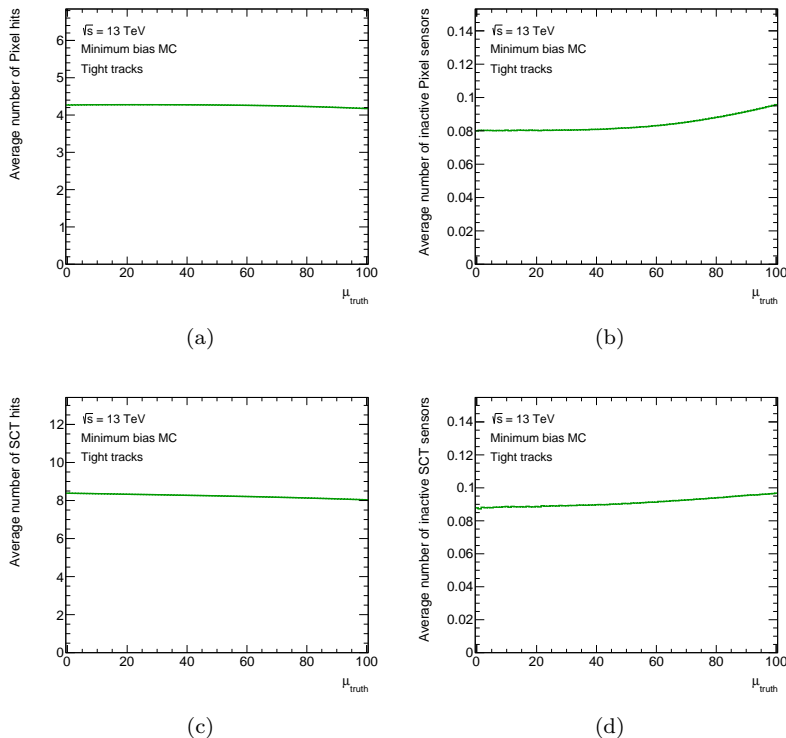 Average number of Pixel hits
√s = 13 TeV
Minimum bias MC
Tight tracks
6
5
4
3
2
1
0
0 20 40 60 80 100
μtruth
(a)
Average number of inactive Pixel sensors
√s = 13 TeV
Minimum bias MC
Tight tracks
0.14
0.12
0.1
0.08
0.06
0.04
0.02
0
0 20 40 60 80 100
μtruth
(b)
Average number of SCT hits
√s = 13 TeV
Minimum bias MC
Tight tracks
12
10
8
6
4
2
0
0 20 40 60 80 100
μtruth
(c)
Average number of inactive SCT sensors
√s = 13 TeV
Minimum bias MC
Tight tracks
0.14
0.12
0.1
0.08
0.06
0.04
0.02
0
0 20 40 60 80 100
μtruth
(d)